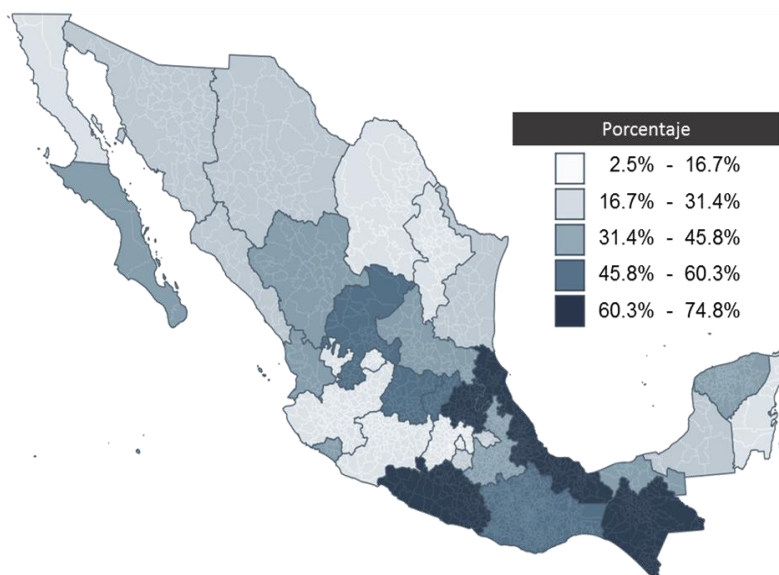 Porcentaje
2.5% - 16.7%
16.7% - 31.4%
31.4% - 45.8%
45.8% - 60.3%
60.3% - 74.8%